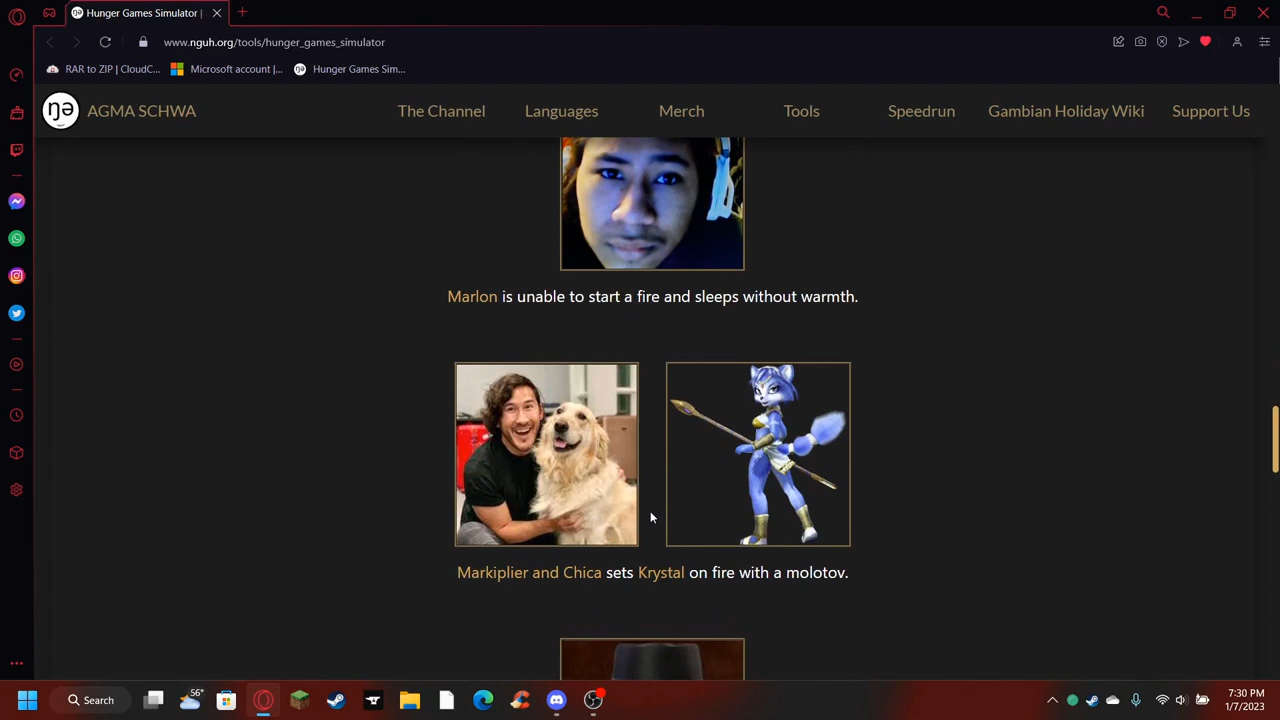 Hunger Games Simulator |
www.nguh.org/tools/hunger_games_simulator
RAR to ZIP | CloudC...
Microsoft account |...
Hunger Games Sim...
ŋə
AGMA SCHWA
The Channel
Languages
Merch
Tools
Speedrun
Gambian Holiday Wiki
Support Us
Marlon is unable to start a fire and sleeps without warmth.
Markiplier and Chica sets Krystal on fire with a molotov.
Search
56°
7:30 PM
1/7/2023